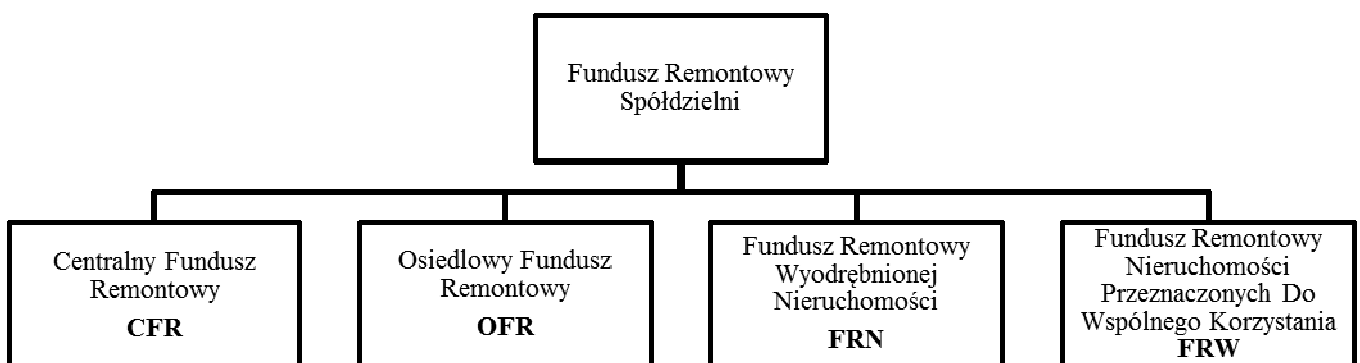 Fundusz Remontowy
Spółdzielni
Centralny Fundusz
Remontowy
CFR
Osiedlowy Fundusz
Remontowy
OFR
Fundusz Remontowy
Wyodrębnionej
Nieruchomości
FRN
Fundusz Remontowy
Nieruchomości
Przeznaczonych Do
Wspólnego Korzystania
FRW